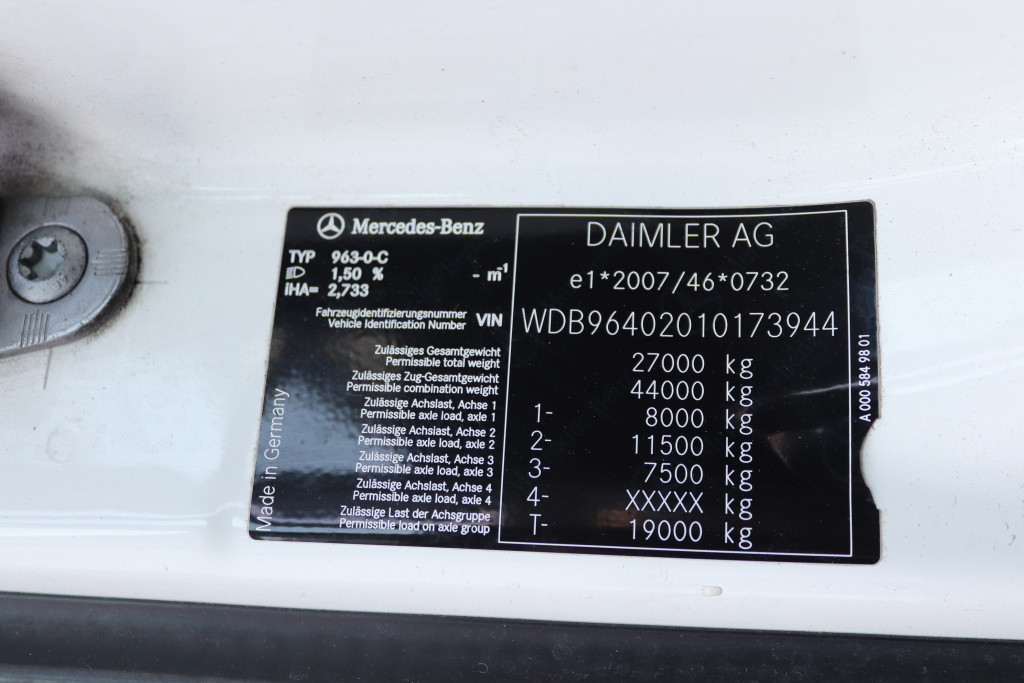 Mercedes-Benz
TYP 963-0-C
1,50 % - m⁻¹
iHA= 2,733
DAIMLER AG
e1*2007/46*0732
Fahrzeugidentifizierungsnummer
Vehicle Identification Number VIN WDB96402010173944
Zulässiges Gesamtgewicht
Permissible total weight 27000 kg
Zulässiges Zug-Gesamtgewicht
Permissible combination weight 44000 kg
Zulässige Achslast, Achse 1
Permissible axle load, axle 1 1- 8000 kg
Zulässige Achslast, Achse 2
Permissible axle load, axle 2 2- 11500 kg
Zulässige Achslast, Achse 3
Permissible axle load, axle 3 3- 7500 kg
Zulässige Achslast, Achse 4
Permissible axle load, axle 4 4- XXXXX kg
Zulässige Last der Achsgruppe
Permissible load on axle group T- 19000 kg
Made in Germany
A 000 584 98 01